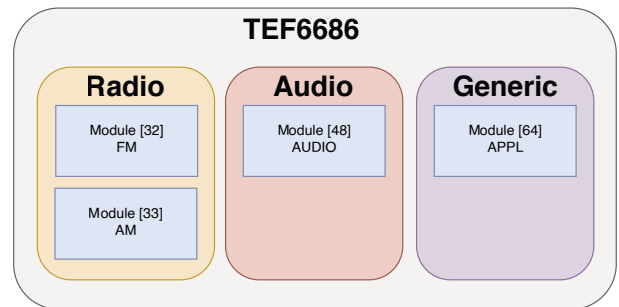 TEF6686
Radio
Module [32]
FM
Module [33]
AM
Audio
Module [48]
AUDIO
Generic
Module [64]
APPL